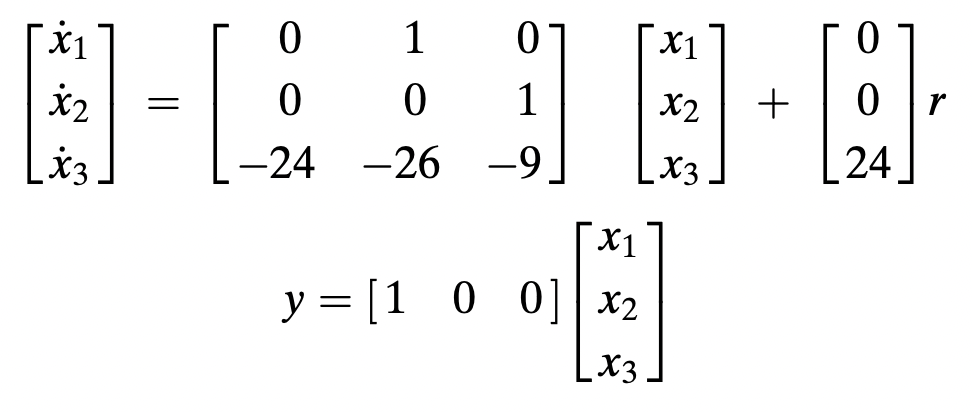 [ẋ₁ ẋ₂ ẋ₃] = [0 1 0; 0 0 1; −24 −26 −9] [x₁ x₂ x₃] + [0 0 24] r
y = [1 0 0] [x₁ x₂ x₃]